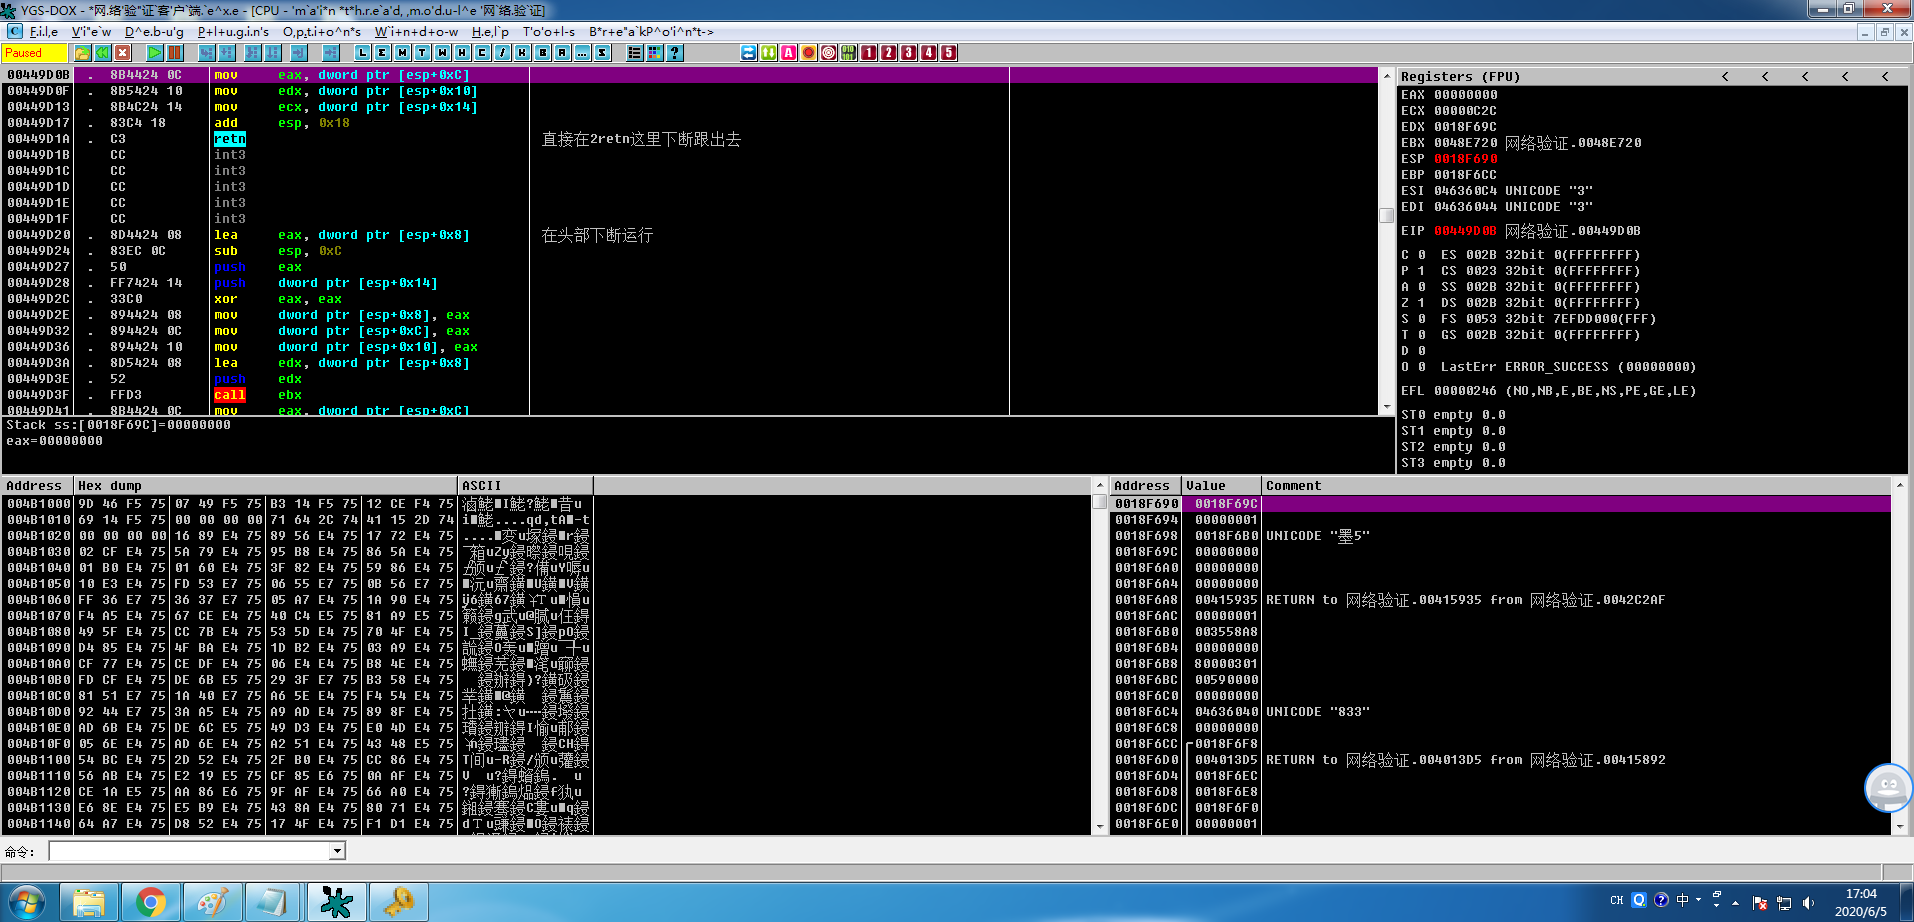 YGS-DOX - *网.络'验"证`客'户`端.`e^x.e - [CPU - 'm`a'i*n *t*h.r.e`a'd, ,m.o'd.u-l^e '网`络.验`证]
F.i.l,e V'i"e`w D^e.b-u'g P+l+u.g.i.n's O,p,t.i+o^n*s W`i+n+d+o-w H.e,l`p T'o'o+l-s B*r+e"a`kP^o'i^n*t->
Paused L E M T W H C / K B R ... S ? A 1 2 3 4 5
00449D0B . 8B4424 0C mov eax, dword ptr [esp+0xC]
00449D0F . 8B5424 10 mov edx, dword ptr [esp+0x10]
00449D13 . 8B4C24 14 mov ecx, dword ptr [esp+0x14]
00449D17 . 83C4 18 add esp, 0x18
00449D1A . C3 retn 直接在2retn这里下断跟出去
00449D1B CC int3
00449D1C CC int3
00449D1D CC int3
00449D1E CC int3
00449D1F CC int3
00449D20 . 8D4424 08 lea eax, dword ptr [esp+0x8] 在头部下断运行
00449D24 . 83EC 0C sub esp, 0xC
00449D27 . 50 push eax
00449D28 . FF7424 14 push dword ptr [esp+0x14]
00449D2C . 33C0 xor eax, eax
00449D2E . 894424 08 mov dword ptr [esp+0x8], eax
00449D32 . 894424 0C mov dword ptr [esp+0xC], eax
00449D36 . 894424 10 mov dword ptr [esp+0x10], eax
00449D3A . 8D5424 08 lea edx, dword ptr [esp+0x8]
00449D3E . 52 push edx
00449D3F . FFD3 call ebx
00449D41 . 8B4424 0C mov eax, dword ptr [esp+0xC]
Stack ss:[0018F69C]=00000000
eax=00000000
Registers (FPU) < < < < <
EAX 00000000
ECX 00000C2C
EDX 0018F69C
EBX 0048E720 网络验证.0048E720
ESP 0018F690
EBP 0018F6CC
ESI 046360C4 UNICODE "3"
EDI 04636044 UNICODE "3"
EIP 00449D0B 网络验证.00449D0B
C 0 ES 002B 32bit 0(FFFFFFFF)
P 1 CS 0023 32bit 0(FFFFFFFF)
A 0 SS 002B 32bit 0(FFFFFFFF)
Z 1 DS 002B 32bit 0(FFFFFFFF)
S 0 FS 0053 32bit 7EFDD000(FFF)
T 0 GS 002B 32bit 0(FFFFFFFF)
D 0
O 0 LastErr ERROR_SUCCESS (00000000)
EFL 00000246 (NO,NB,E,BE,NS,PE,GE,LE)
ST0 empty 0.0
ST1 empty 0.0
ST2 empty 0.0
ST3 empty 0.0
Address Hex dump ASCII
004B1000 9D 46 F5 75 07 49 F5 75 B3 14 F5 75 12 CE F4 75
004B1010 69 14 F5 75 00 00 00 00 71 64 2C 74 41 15 2D 74
004B1020 00 00 00 00 16 89 E4 75 89 56 E4 75 17 72 E4 75
004B1030 02 CF E4 75 5A 79 E4 75 95 B8 E4 75 86 5A E4 75
004B1040 01 B0 E4 75 01 60 E4 75 3F 82 E4 75 59 86 E4 75
004B1050 10 E3 E4 75 FD 53 E7 75 06 55 E7 75 0B 56 E7 75
004B1060 FF 36 E7 75 36 37 E7 75 05 A7 E4 75 1A 90 E4 75
004B1070 F4 A5 E4 75 67 CE E4 75 40 C4 E5 75 81 A9 E5 75
004B1080 49 5F E4 75 CC 7B E4 75 53 5D E4 75 70 4F E4 75
004B1090 D4 85 E4 75 4F BA E4 75 1D B2 E4 75 03 A9 E4 75
004B10A0 CF 77 E4 75 CE DF E4 75 06 E4 E4 75 B8 4E E4 75
004B10B0 FD CF E4 75 DE 6B E5 75 29 3F E7 75 B3 58 E4 75
004B10C0 81 51 E7 75 1A 40 E7 75 A6 5E E4 75 F4 54 E4 75
004B10D0 92 44 E7 75 3A A5 E4 75 A9 AD E4 75 89 8F E4 75
004B10E0 AD 6B E4 75 DE 6C E5 75 49 D3 E4 75 E0 4D E4 75
004B10F0 05 6E E4 75 AD 6E E4 75 A2 51 E4 75 43 48 E5 75
004B1100 54 BC E4 75 2D 52 E4 75 2F B0 E4 75 CC 86 E4 75
004B1110 56 AB E4 75 E2 19 E5 75 CF 85 E6 75 0A AF E4 75
004B1120 CE 1A E5 75 AA 86 E6 75 9F AF E4 75 66 A0 E4 75
004B1130 E6 8E E4 75 E5 B9 E4 75 43 8A E4 75 80 71 E4 75
004B1140 64 A7 E4 75 D8 52 E4 75 17 4F E4 75 F1 D1 E4 75
Address Value Comment
0018F690 0018F69C
0018F694 00000001
0018F698 0018F6B0 UNICODE "墨5"
0018F69C 00000000
0018F6A0 00000000
0018F6A4 00000000
0018F6A8 00415935 RETURN to 网络验证.00415935 from 网络验证.0042C2AF
0018F6AC 00000001
0018F6B0 003558A8
0018F6B4 00000000
0018F6B8 80000301
0018F6BC 00590000
0018F6C0 00000000
0018F6C4 04636040 UNICODE "833"
0018F6C8 00000000
0018F6CC 0018F6F8
0018F6D0 004013D5 RETURN to 网络验证.004013D5 from 网络验证.00415892
0018F6D4 0018F6EC
0018F6D8 0018F6E8
0018F6DC 0018F6F0
0018F6E0 00000001
命令:
CH 中 17:04
2020/6/5